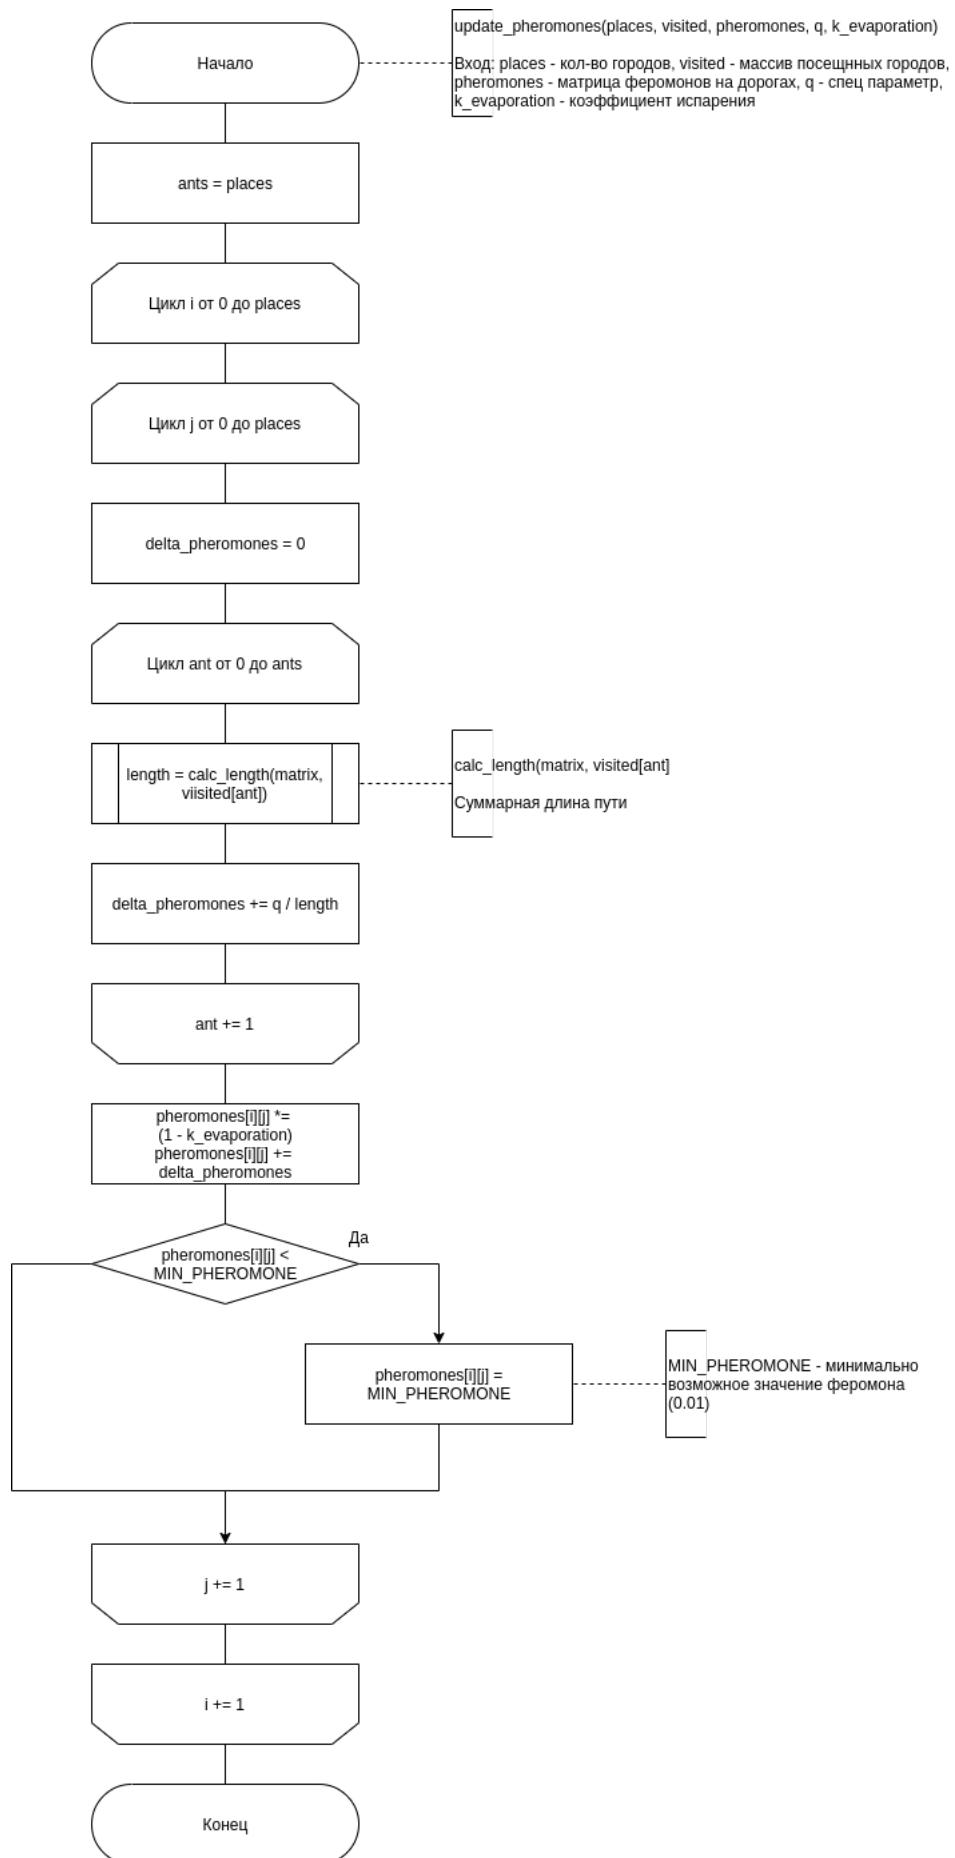 Начало
update_pheromones(places, visited, pheromones, q, k_evaporation)
Вход: places - кол-во городов, visited - массив посещнных городов,
pheromones - матрица феромонов на дорогах, q - спец параметр,
k_evaporation - коэффициент испарения
ants = places
Цикл i от 0 до places
Цикл j от 0 до places
delta_pheromones = 0
Цикл ant от 0 до ants
length = calc_length(matrix,
viisited[ant])
calc_length(matrix, visited[ant]
Суммарная длина пути
delta_pheromones += q / length
ant += 1
pheromones[i][j] *=
(1 - k_evaporation)
pheromones[i][j] +=
delta_pheromones
Да
pheromones[i][j] <
MIN_PHEROMONE
pheromones[i][j] =
MIN_PHEROMONE
MIN_PHEROMONE - минимально
возможное значение феромона
(0.01)
j += 1
i += 1
Конец